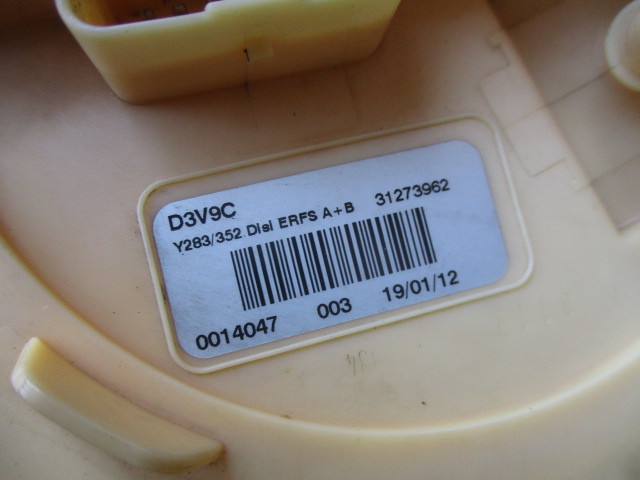 D3V9C
Y283/352 DIsI ERFS A+B 31273962
0014047 003 19/01/12